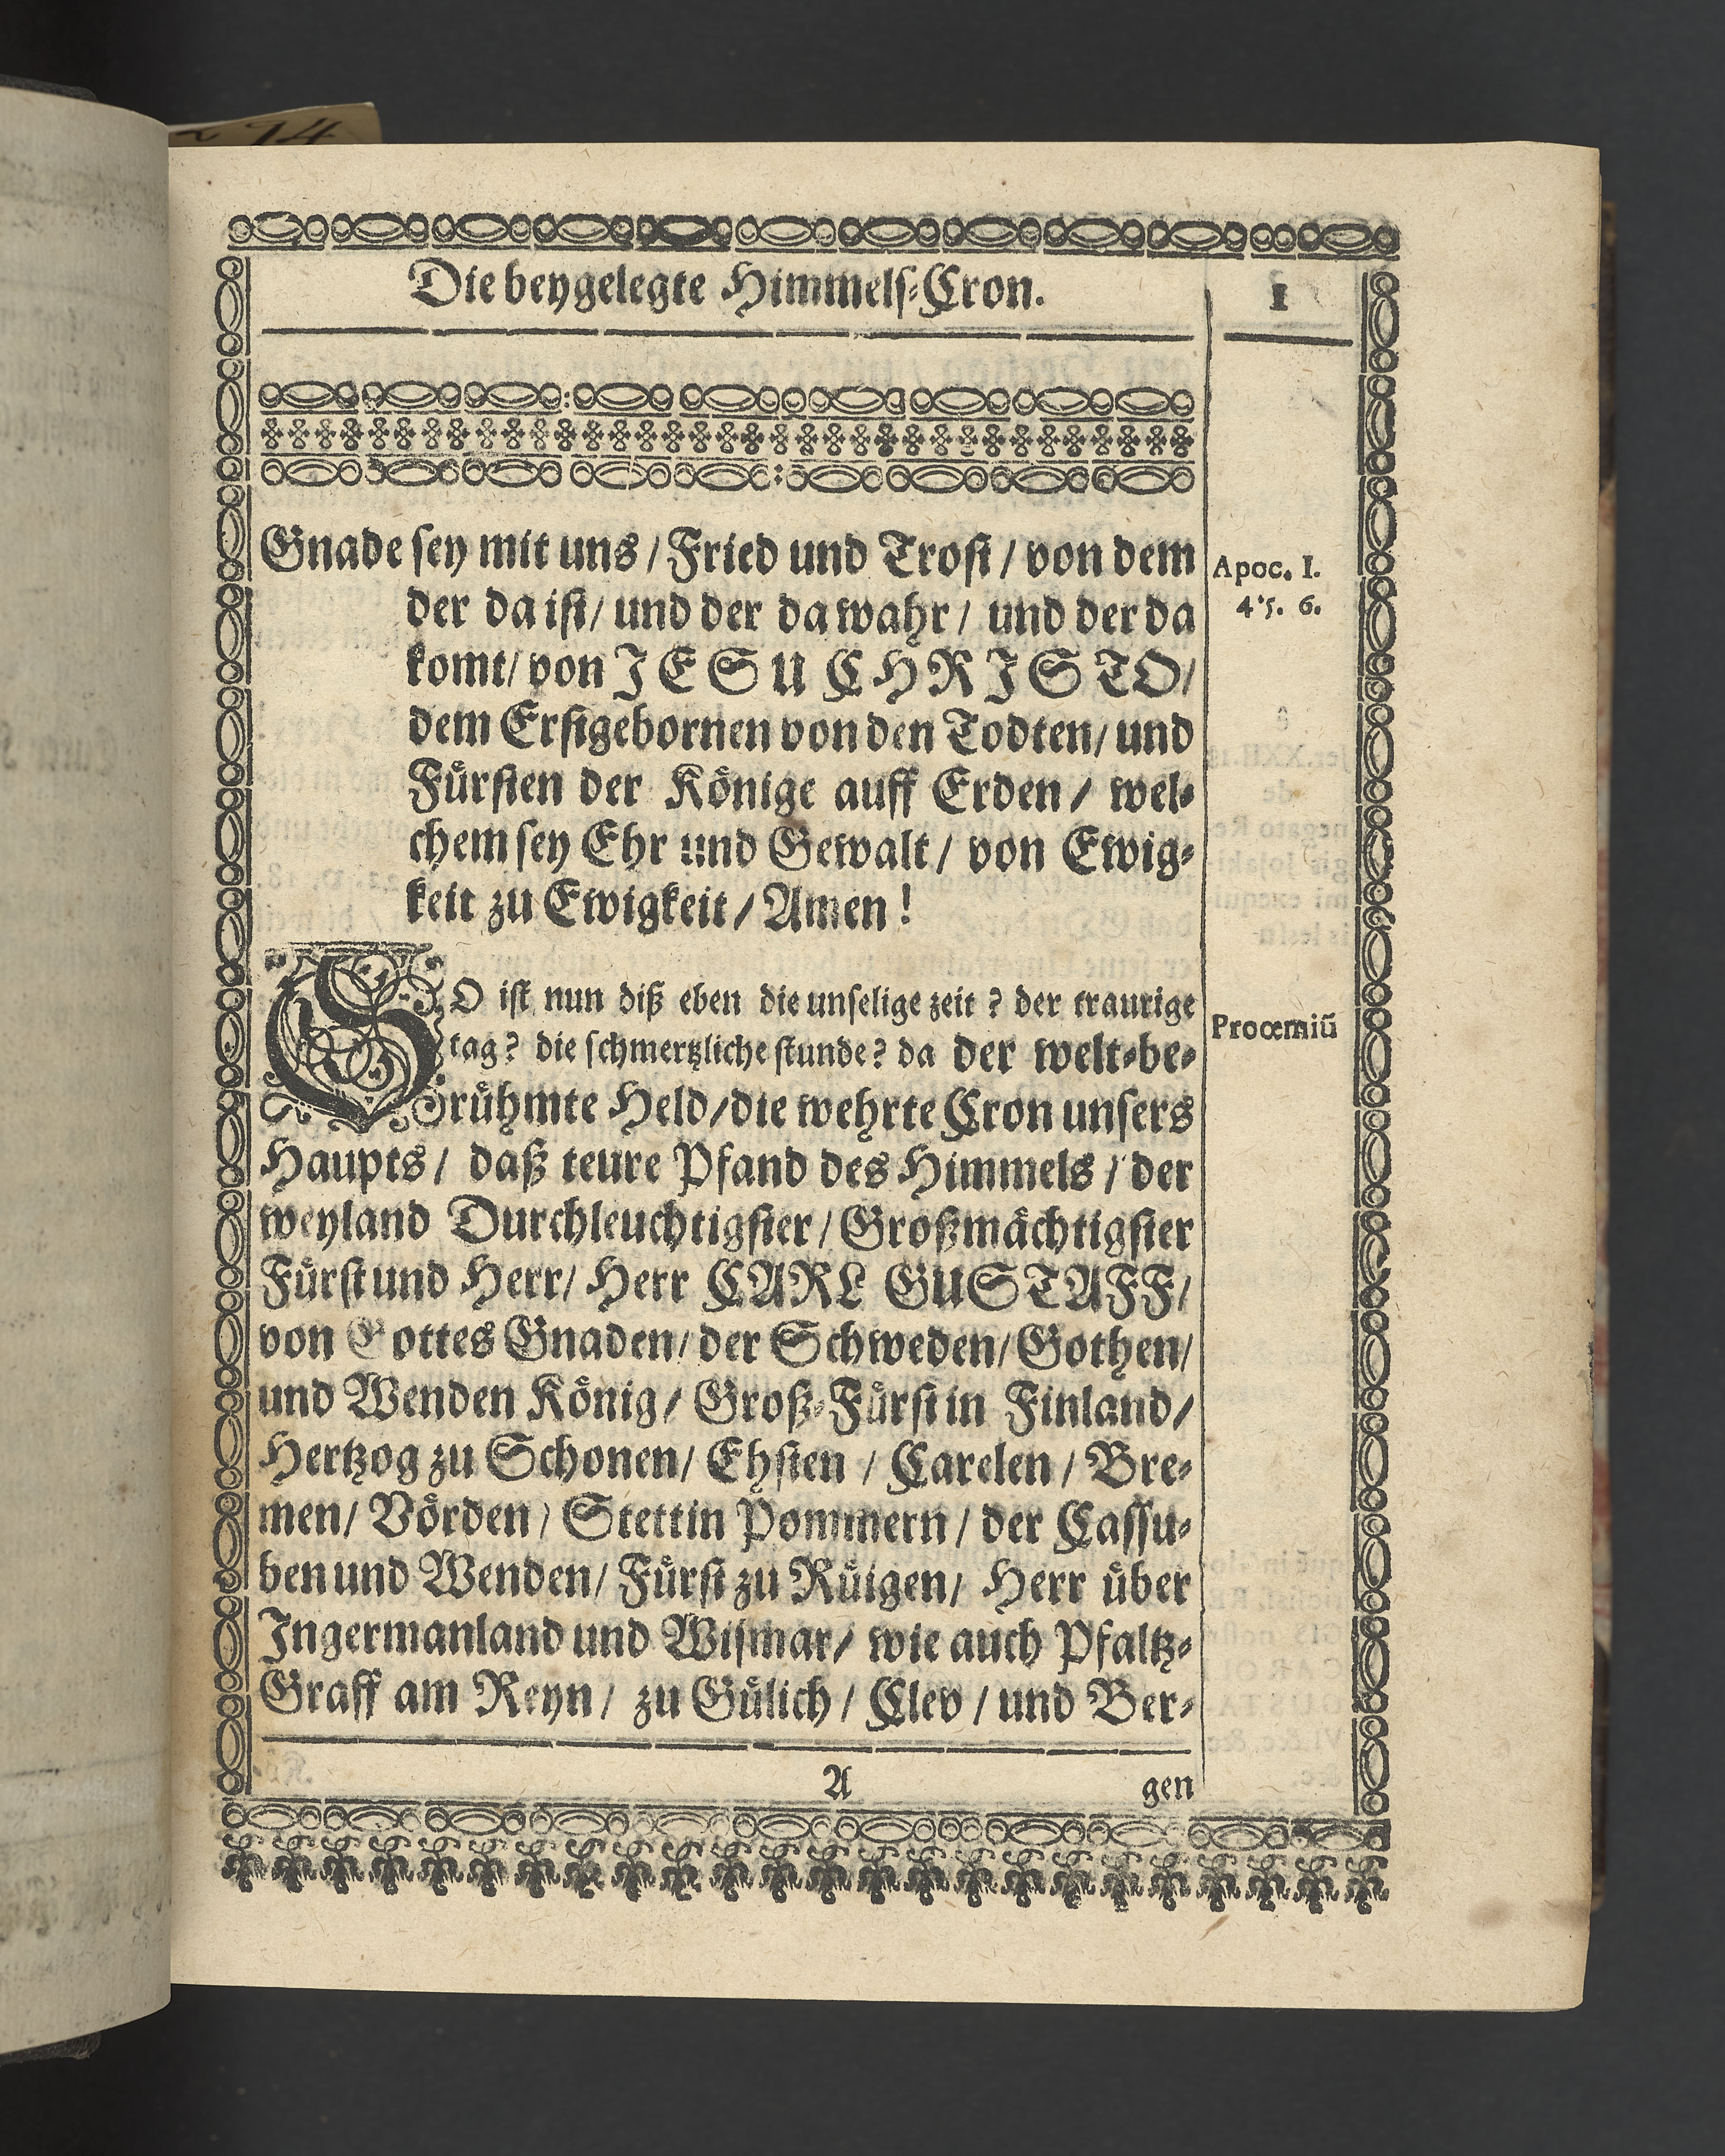 274
Die beygelegte Himmels-Cron.
1
Gnade sey mit uns / Fried und Trost / von dem
der da ist / und der da wahr / und der da
komt / von JESU CHRISTO /
dem Erstgebornen von den Todten / und
Fürsten der Könige auff Erden / wel-
chem sey Ehr und Gewalt / von Ewig-
keit zu Ewigkeit / Amen !
Apoc. I.
4. 5. 6.
SO ist nun diß eben die unselige zeit ? der traurige
tag ? die schmertzliche stunde ? da der welt-be-
rühmte Held / die wehrte Cron unsers
Haupts / daß teure Pfand des Himmels / der
weyland Durchleuchtigster / Großmächtigster
Fürst und Herr / Herr CARL GUSTAFF /
von Gottes Gnaden / der Schweden / Gothen /
und Wenden König / Groß-Fürst in Finland /
Hertzog zu Schonen / Ehsten / Carelen / Bre-
men / Vörden / Stettin Pommern / der Cassu-
ben und Wenden / Fürst zu Rüigen / Herr über
Ingermanland und Wismar / wie auch Pfaltz-
Graff am Reyn / zu Gülich / Clev / und Ber-
Proœmiū
A
gen